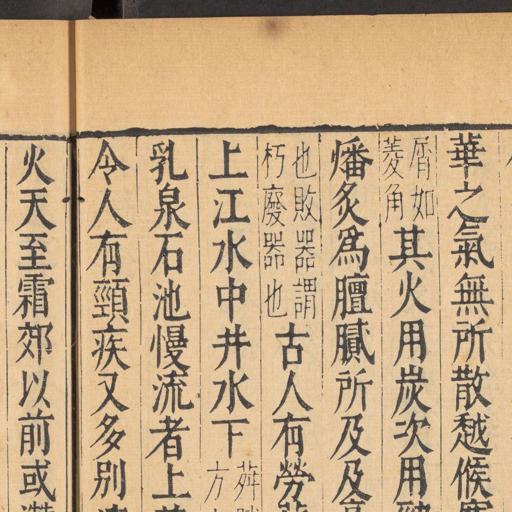 華之氣無所散越候
屑如
菱角
其火用炭次用
燔炙爲膻膩所及及
也敗器謂
朽廢器也
古人有勞
上江水中井水下
乳泉石池慢流者上
令人有頸疾又多別
火天至霜郊以前或